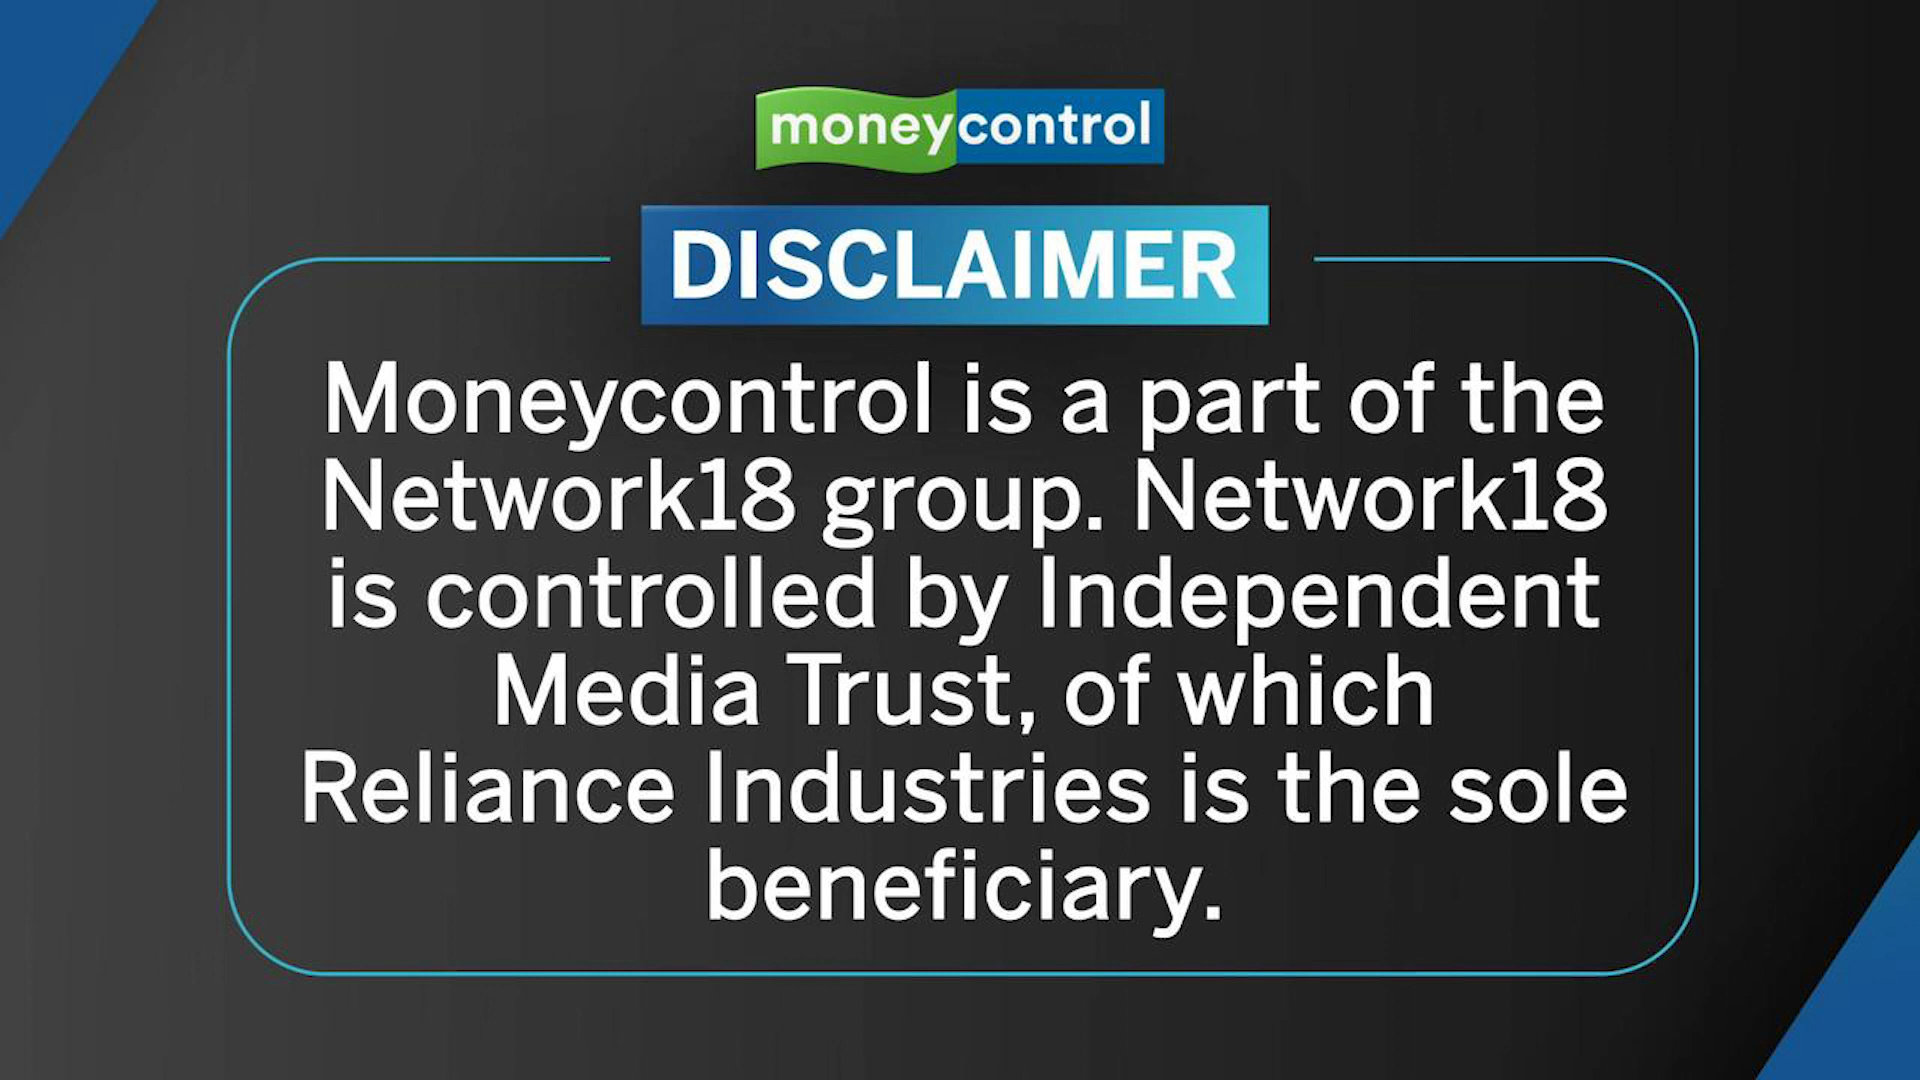 moneycontrol
DISCLAIMER
Moneycontrol is a part of the
Network18 group. Network18
is controlled by Independent
Media Trust, of which
Reliance Industries is the sole
beneficiary.